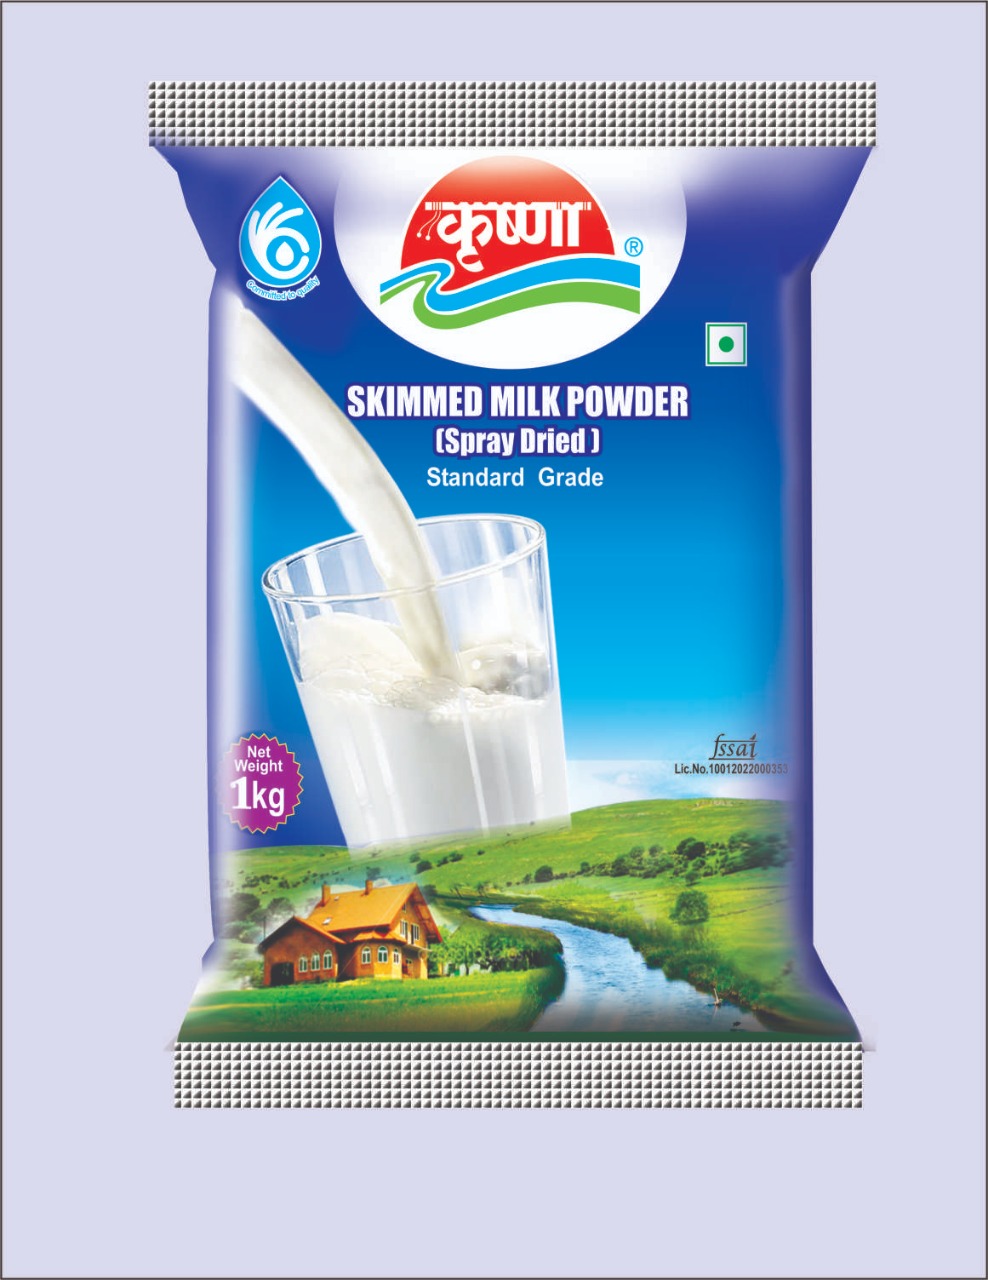 कृष्णा
®
Committed to quality
SKIMMED MILK POWDER
(Spray Dried )
Standard  Grade
Net
Weight
1kg
fssai
Lic.No.10012022000353